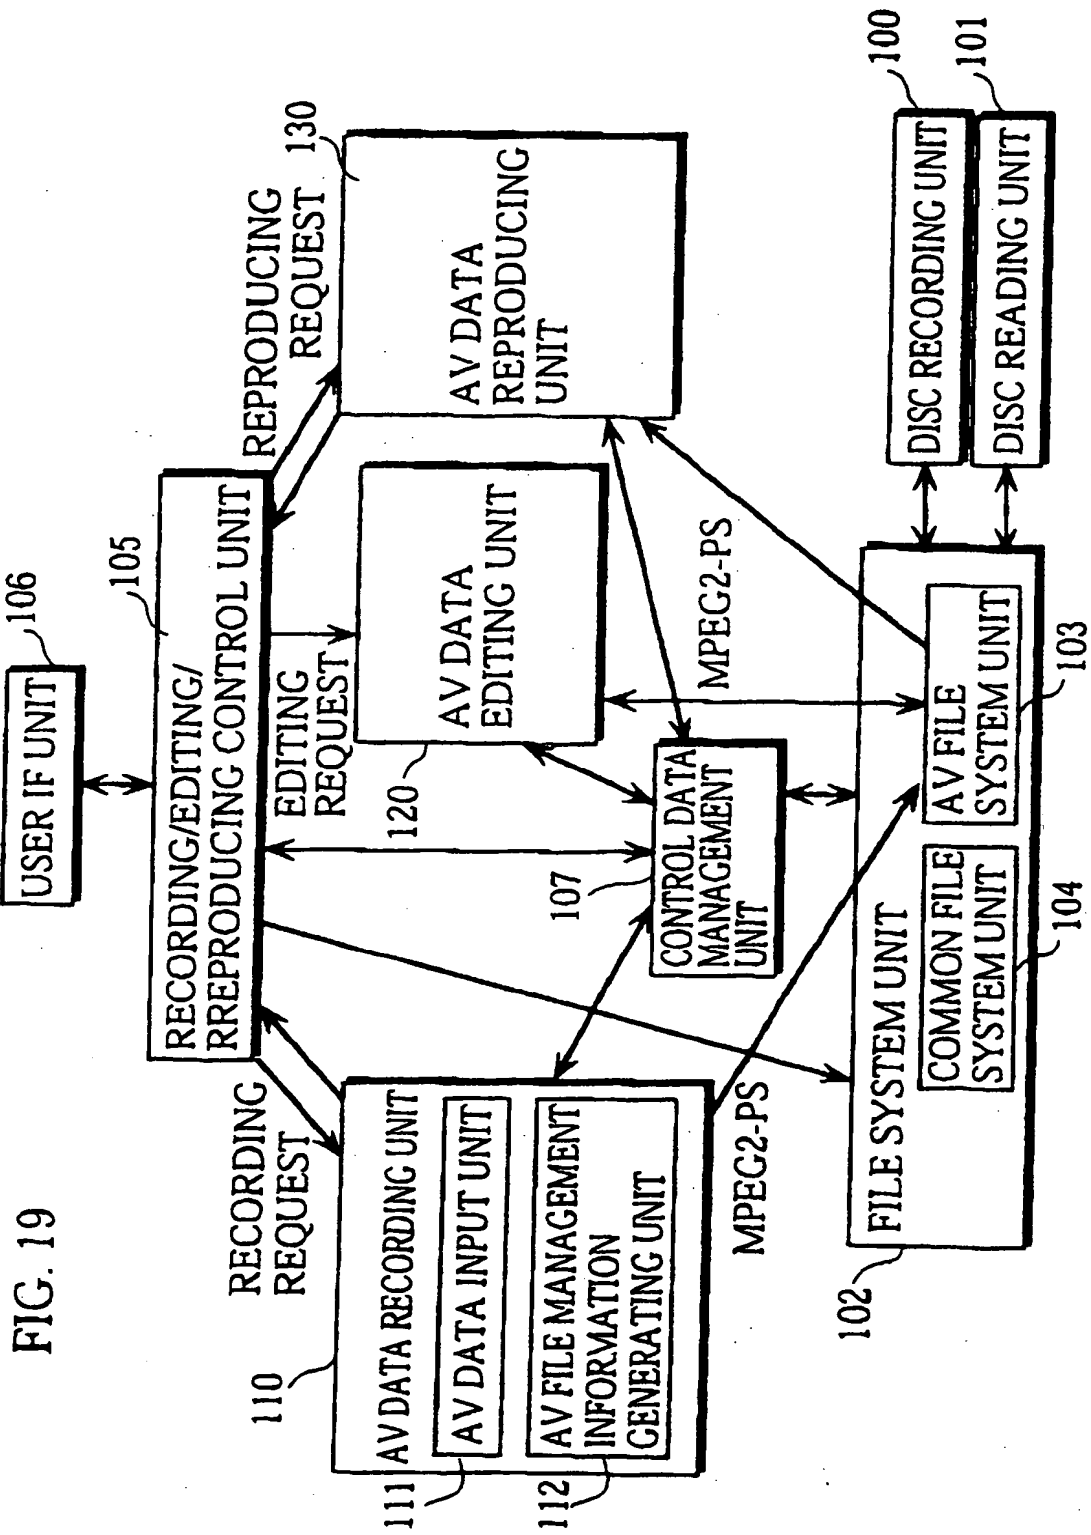 FIG. 19
106
USER IF UNIT
105
RECORDING/EDITING/
RREPRODUCING CONTROL UNIT
RECORDING
REQUEST
EDITING
REQUEST
REPRODUCING
REQUEST
110
AV DATA RECORDING UNIT
111
AV DATA INPUT UNIT
112
AV FILE MANAGEMENT
INFORMATION
GENERATING UNIT
120
AV DATA
EDITING UNIT
130
AV DATA
REPRODUCING
UNIT
107
CONTROL DATA
MANAGEMENT
UNIT
MPEG2-PS
MPEG2-PS
102
FILE SYSTEM UNIT
COMMON FILE
SYSTEM UNIT
104
AV FILE
SYSTEM UNIT
103
100
DISC RECORDING UNIT
101
DISC READING UNIT